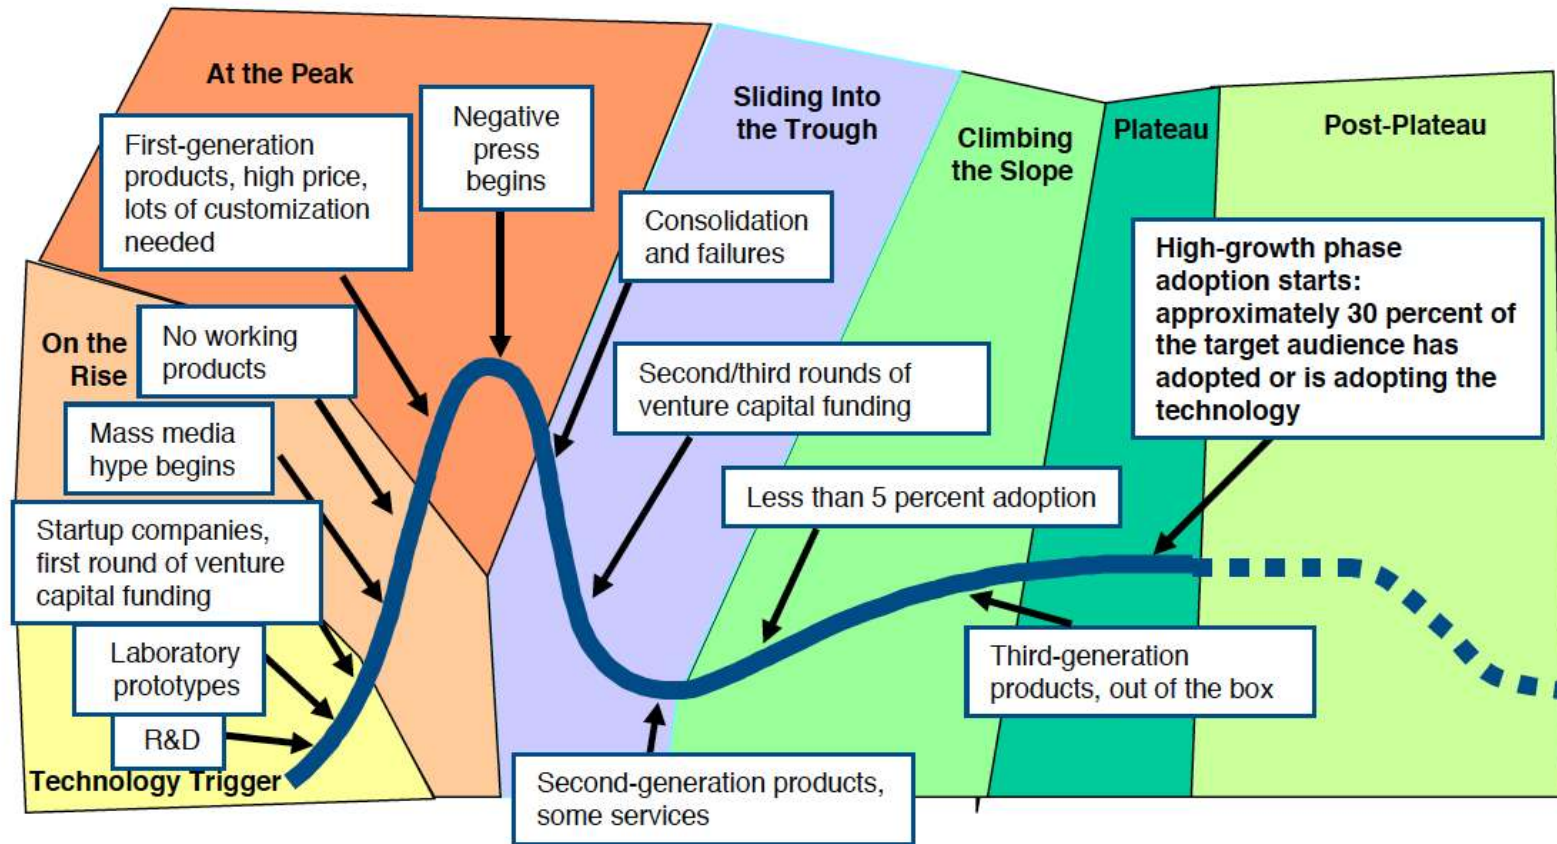 At the Peak
First-generation
products, high price,
lots of customization
needed
Negative
press
begins
Sliding Into
the Trough
Climbing
the Slope
Plateau
Post-Plateau
Consolidation
and failures
High-growth phase
adoption starts:
approximately 30 percent of
the target audience has
adopted or is adopting the
technology
On the
Rise
No working
products
Second/third rounds of
venture capital funding
Mass media
hype begins
Less than 5 percent adoption
Startup companies,
first round of venture
capital funding
Laboratory
prototypes
Third-generation
products, out of the box
R&D
Technology Trigger
Second-generation products,
some services